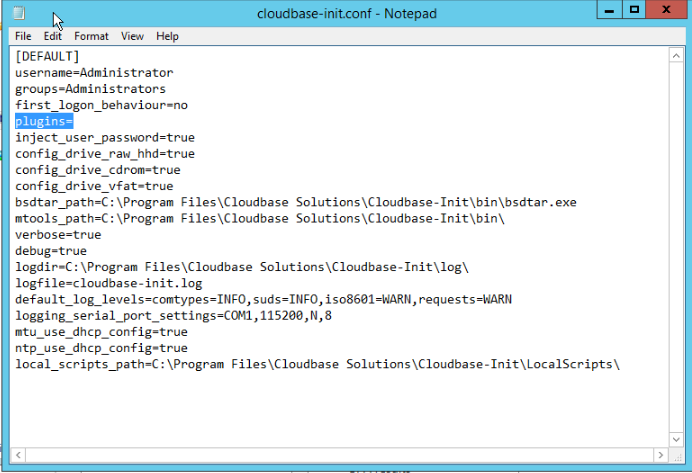 cloudbase-init.conf - Notepad
File Edit Format View Help
[DEFAULT]
username=Administrator
groups=Administrators
first_logon_behaviour=no
plugins=
inject_user_password=true
config_drive_raw_hhd=true
config_drive_cdrom=true
config_drive_vfat=true
bsdtar_path=C:\Program Files\Cloudbase Solutions\Cloudbase-Init\bin\bsdtar.exe
mtools_path=C:\Program Files\Cloudbase Solutions\Cloudbase-Init\bin\
verbose=true
debug=true
logdir=C:\Program Files\Cloudbase Solutions\Cloudbase-Init\log\
logfile=cloudbase-init.log
default_log_levels=comtypes=INFO,suds=INFO,iso8601=WARN,requests=WARN
logging_serial_port_settings=COM1,115200,N,8
mtu_use_dhcp_config=true
ntp_use_dhcp_config=true
local_scripts_path=C:\Program Files\Cloudbase Solutions\Cloudbase-Init\LocalScripts\